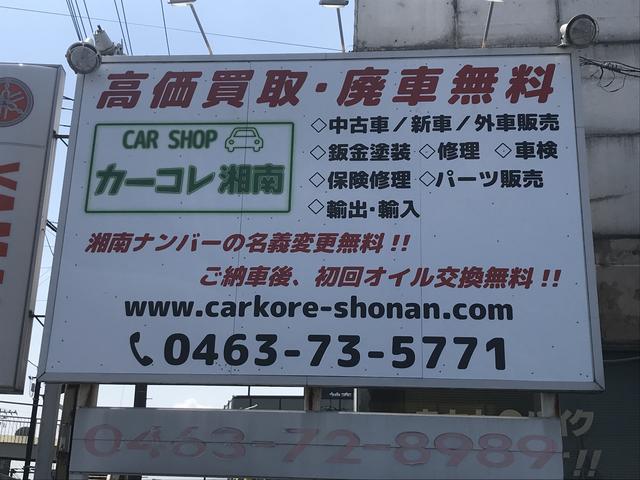 高価買取・廃車無料
CAR SHOP
カーコレ湘南
◇中古車／新車／外車販売
◇鈑金塗装 ◇修理 ◇車検
◇保険修理 ◇パーツ販売
◇輸出・輸入
湘南ナンバーの名義変更無料!!
ご納車後、初回オイル交換無料!!
www.carkore-shonan.com
0463-73-5771
0463-72-8989